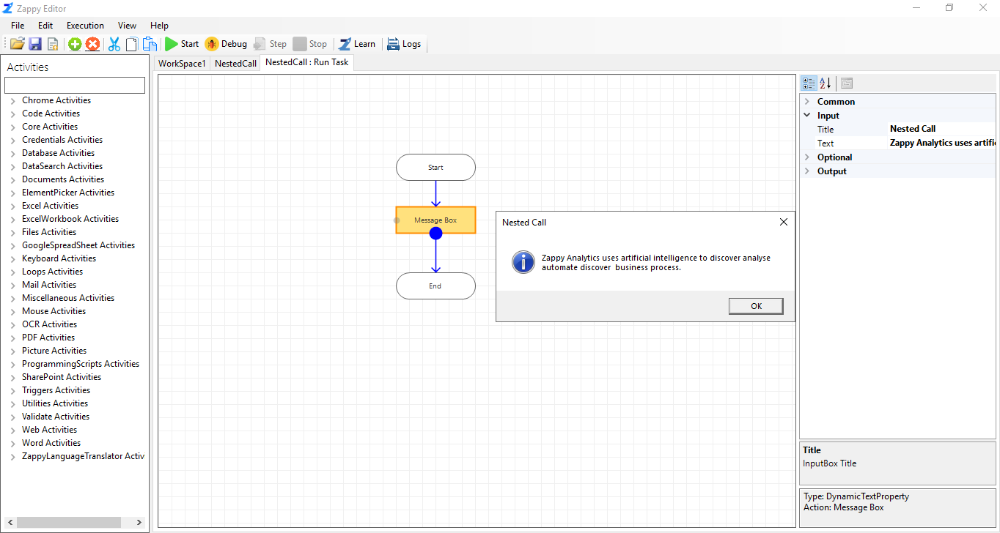 Zappy Editor
File Edit Execution View Help
Start Debug Step Stop Learn Logs
Activities
Chrome Activities
Code Activities
Core Activities
Credentials Activities
Database Activities
DataSearch Activities
Documents Activities
ElementPicker Activities
Excel Activities
ExcelWorkbook Activities
Files Activities
GoogleSpreadSheet Activities
Keyboard Activities
Loops Activities
Mail Activities
Miscellaneous Activities
Mouse Activities
OCR Activities
PDF Activities
Picture Activities
ProgrammingScripts Activities
SharePoint Activities
Triggers Activities
Utilities Activities
Validate Activities
Web Activities
Word Activities
ZappyLanguageTranslator Activ
WorkSpace1 NestedCall NestedCall : Run Task
Start
Message Box
End
Nested Call
Zappy Analytics uses artificial intelligence to discover analyse
automate discover  business process.
OK
A
Z
Common
Input
Title Nested Call
Text Zappy Analytics uses artific
Optional
Output
Title
InputBox Title
Type: DynamicTextProperty
Action: Message Box